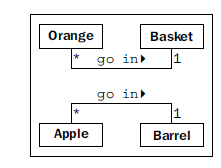 Orange Basket
* go in▶ 1
go in▶
* 1
Apple Barrel